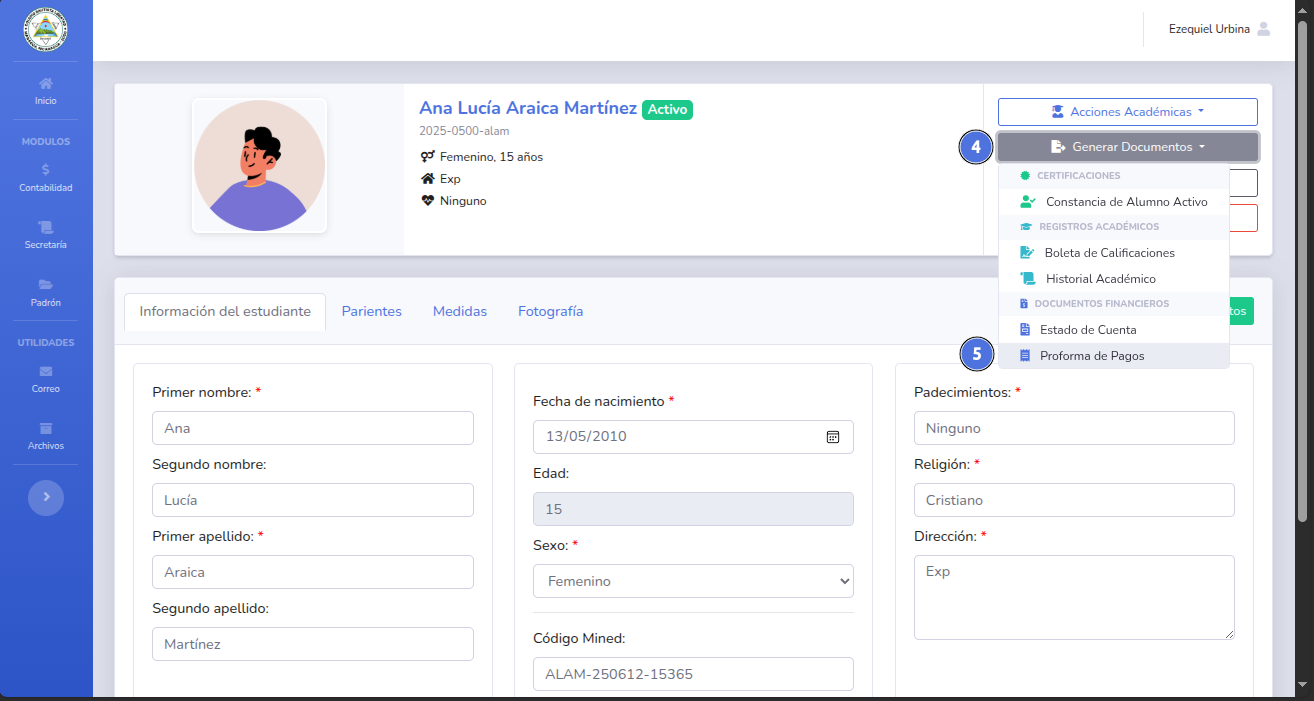 Ezequiel Urbina
Inicio
MODULOS
Contabilidad
Secretaría
Padrón
UTILIDADES
Correo
Archivos
Ana Lucía Araica Martínez Activo
2025-0500-alam
Femenino, 15 años
Exp
Ninguno
Acciones Académicas
4 Generar Documentos
CERTIFICACIONES
Constancia de Alumno Activo
REGISTROS ACADÉMICOS
Boleta de Calificaciones
Historial Académico
DOCUMENTOS FINANCIEROS
Estado de Cuenta
5 Proforma de Pagos
tos
Información del estudiante Parientes Medidas Fotografía
Primer nombre: *
Ana
Segundo nombre:
Lucía
Primer apellido: *
Araica
Segundo apellido:
Martínez
Fecha de nacimiento *
13/05/2010
Edad:
15
Sexo: *
Femenino
Código Mined:
ALAM-250612-15365
Padecimientos: *
Ninguno
Religión: *
Cristiano
Dirección: *
Exp